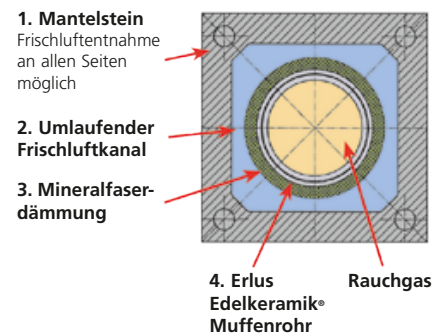 1. Mantelstein
Frischluftentnahme
an allen Seiten
möglich
2. Umlaufender
Frischluftkanal
3. Mineralfaser-
dämmung
4. Erlus
Edelkeramik®
Muffenrohr
Rauchgas